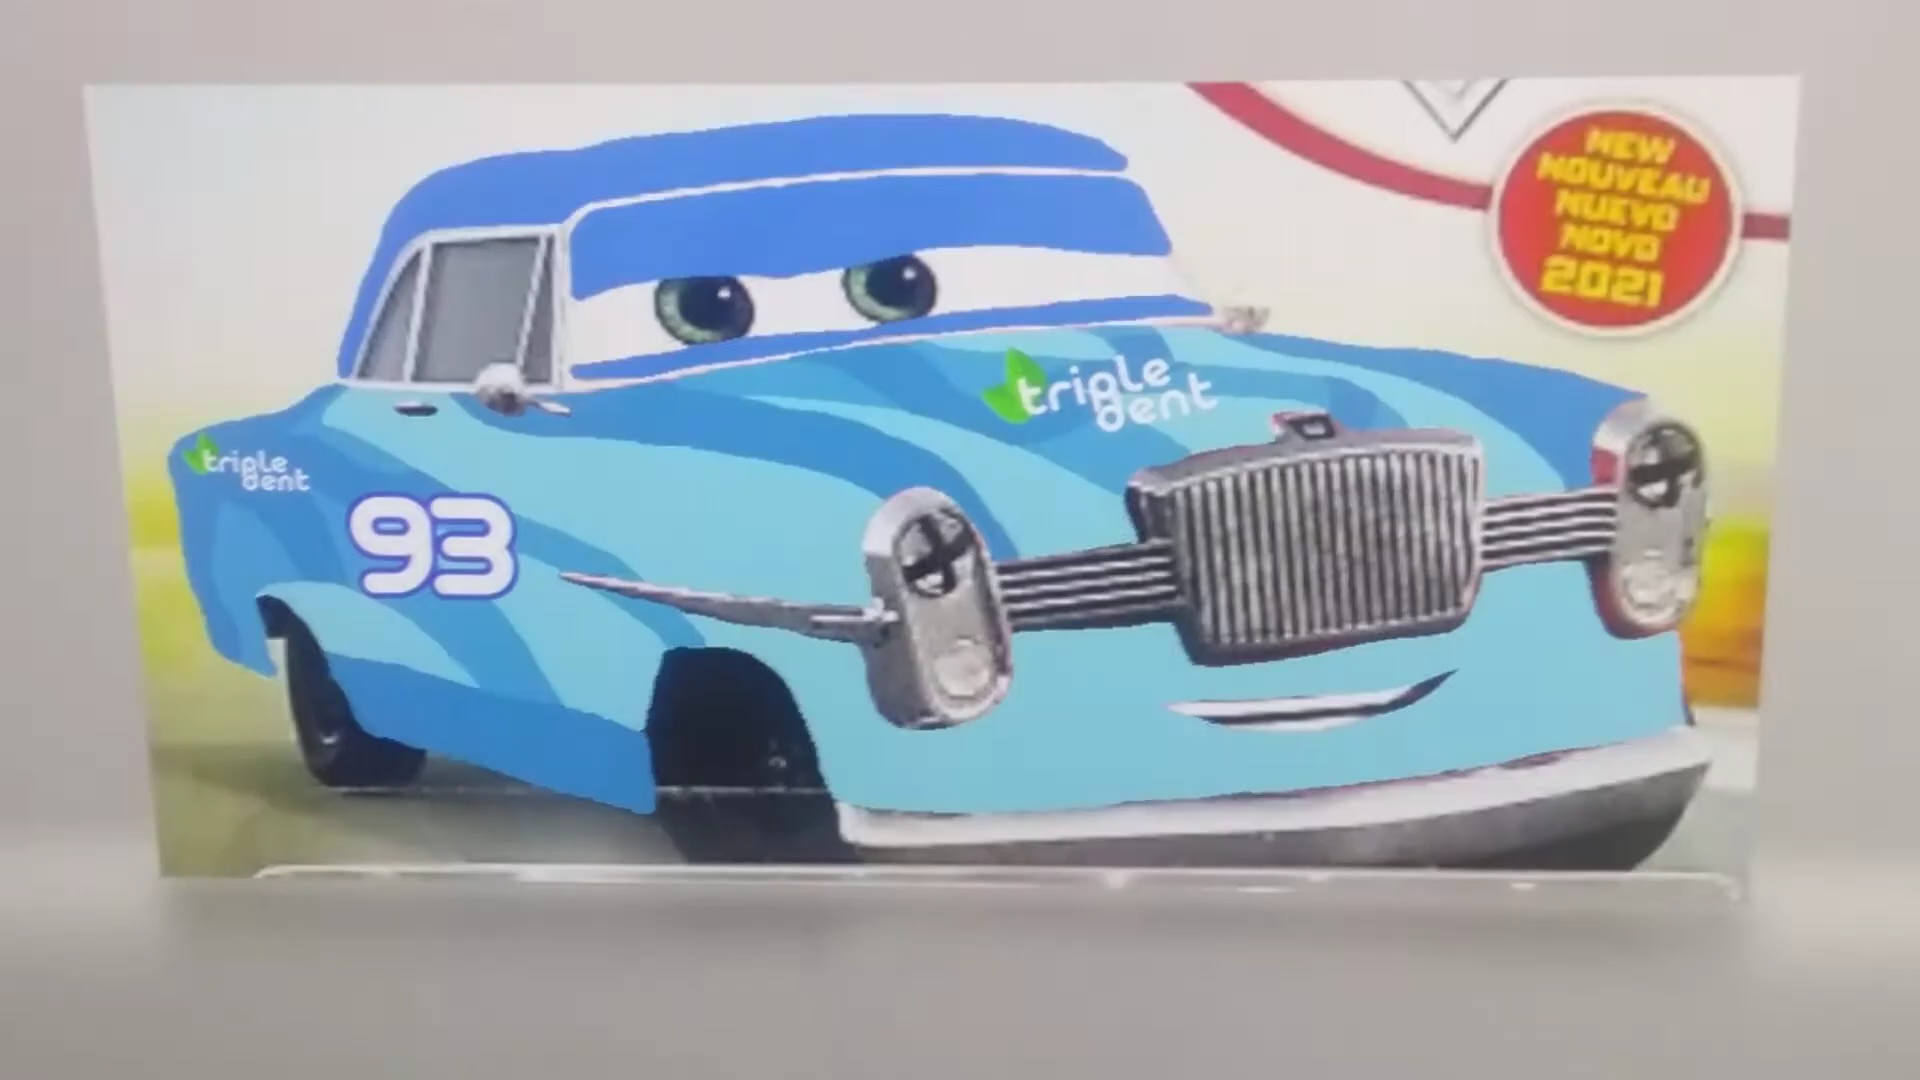 NEW
NOUVEAU
NUEVO
NOVO
2021
triple
dent
triple
dent
93